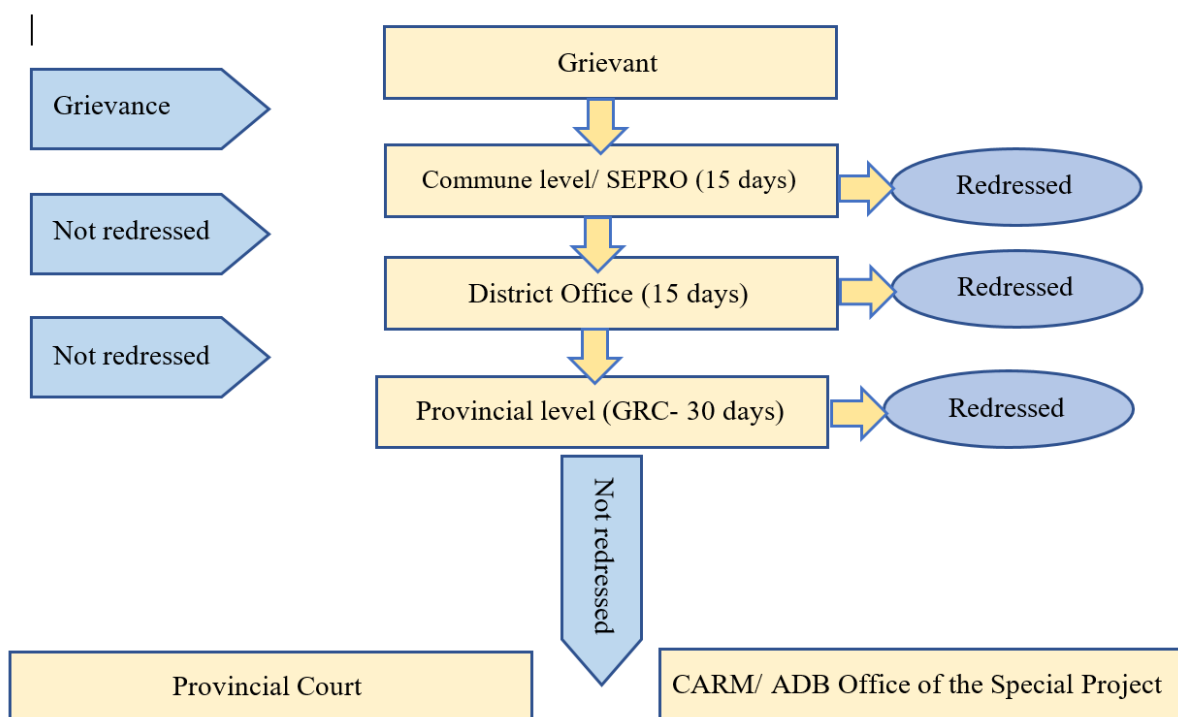 Grievant
Grievance
Commune level/ SEPRO (15 days)
Redressed
Not redressed
District Office (15 days)
Redressed
Not redressed
Provincial level (GRC- 30 days)
Redressed
Not redressed
Provincial Court
CARM/ ADB Office of the Special Project